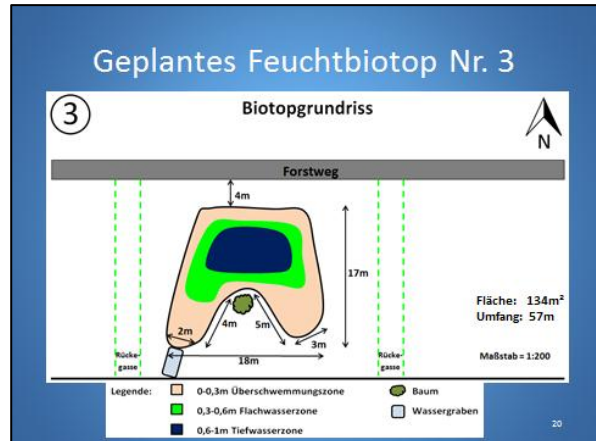 Geplantes Feuchtbiotop Nr. 3
3
Biotopgrundriss
N
Forstweg
4m
17m
4m
5m
2m
3m
18m
Fläche: 134m²
Umfang: 57m
Maßstab = 1:200
Rücke-
gasse
Rücke-
gasse
Legende:
0-0,3m Überschwemmungszone
0,3-0,6m Flachwasserzone
0,6-1m Tiefwasserzone
Baum
Wassergraben
20